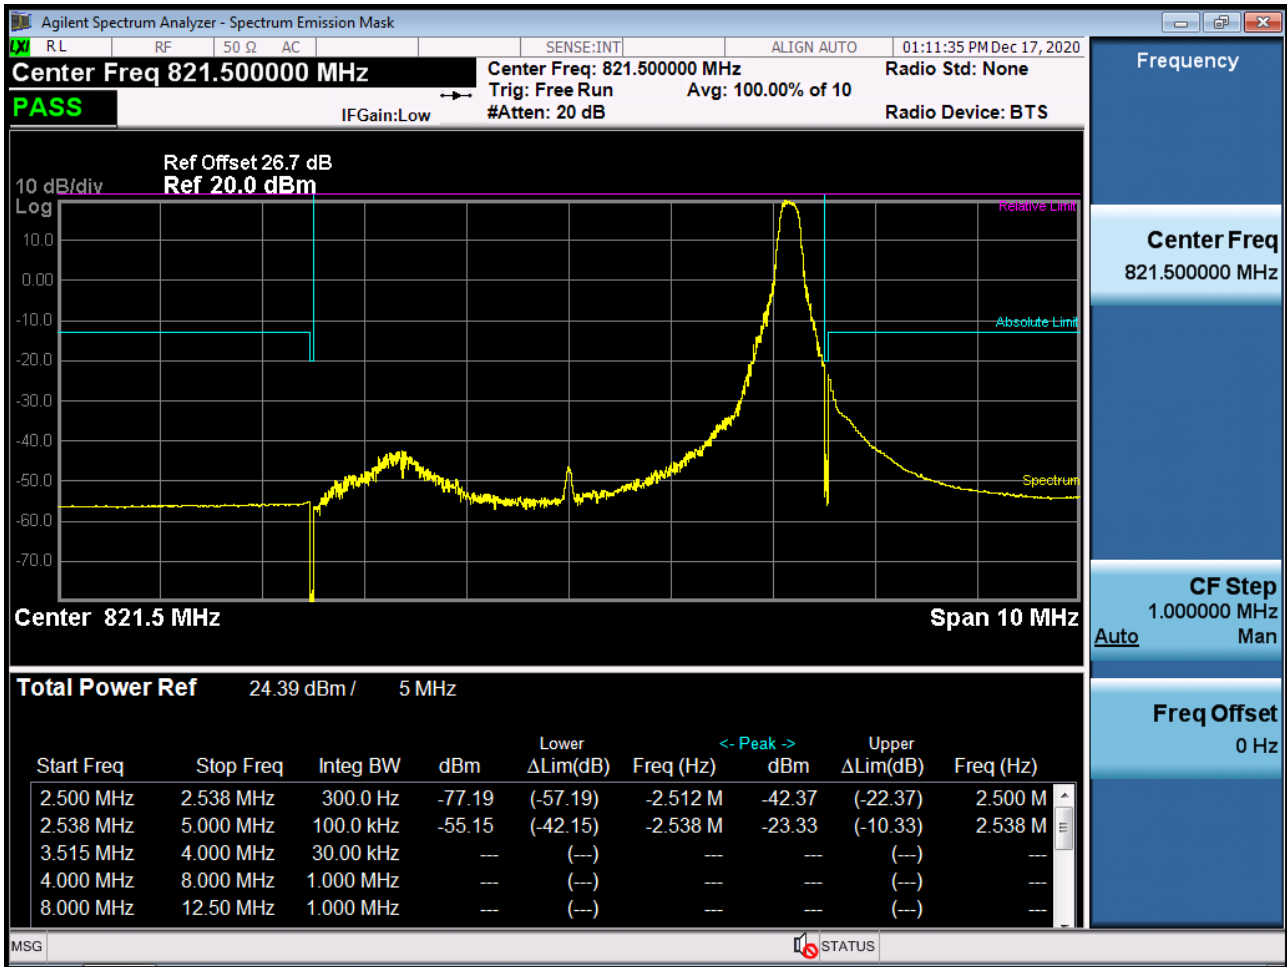 Agilent Spectrum Analyzer - Spectrum Emission Mask
LXI RL RF 50 Ω AC SENSE:INT ALIGN AUTO 01:11:35 PM Dec 17, 2020
Center Freq 821.500000 MHz
Center Freq: 821.500000 MHz Radio Std: None
Trig: Free Run Avg: 100.00% of 10
PASS
IFGain:Low #Atten: 20 dB Radio Device: BTS
Ref Offset 26.7 dB
10 dB/div Ref 20.0 dBm
Log
Relative Limit
10.0
0.00
-10.0
Absolute Limit
-20.0
-30.0
-40.0
-50.0
Spectrum
-60.0
-70.0
Center 821.5 MHz Span 10 MHz
Total Power Ref 24.39 dBm / 5 MHz
Lower <- Peak -> Upper
Start Freq Stop Freq Integ BW dBm ΔLim(dB) Freq (Hz) dBm ΔLim(dB) Freq (Hz)
2.500 MHz 2.538 MHz 300.0 Hz -77.19 (-57.19) -2.512 M -42.37 (-22.37) 2.500 M
2.538 MHz 5.000 MHz 100.0 kHz -55.15 (-42.15) -2.538 M -23.33 (-10.33) 2.538 M
3.515 MHz 4.000 MHz 30.00 kHz --- (---) --- --- (---) ---
4.000 MHz 8.000 MHz 1.000 MHz --- (---) --- --- (---) ---
8.000 MHz 12.50 MHz 1.000 MHz --- (---) --- --- (---) ---
MSG STATUS
Frequency
Center Freq
821.500000 MHz
CF Step
1.000000 MHz
Auto Man
Freq Offset
0 Hz